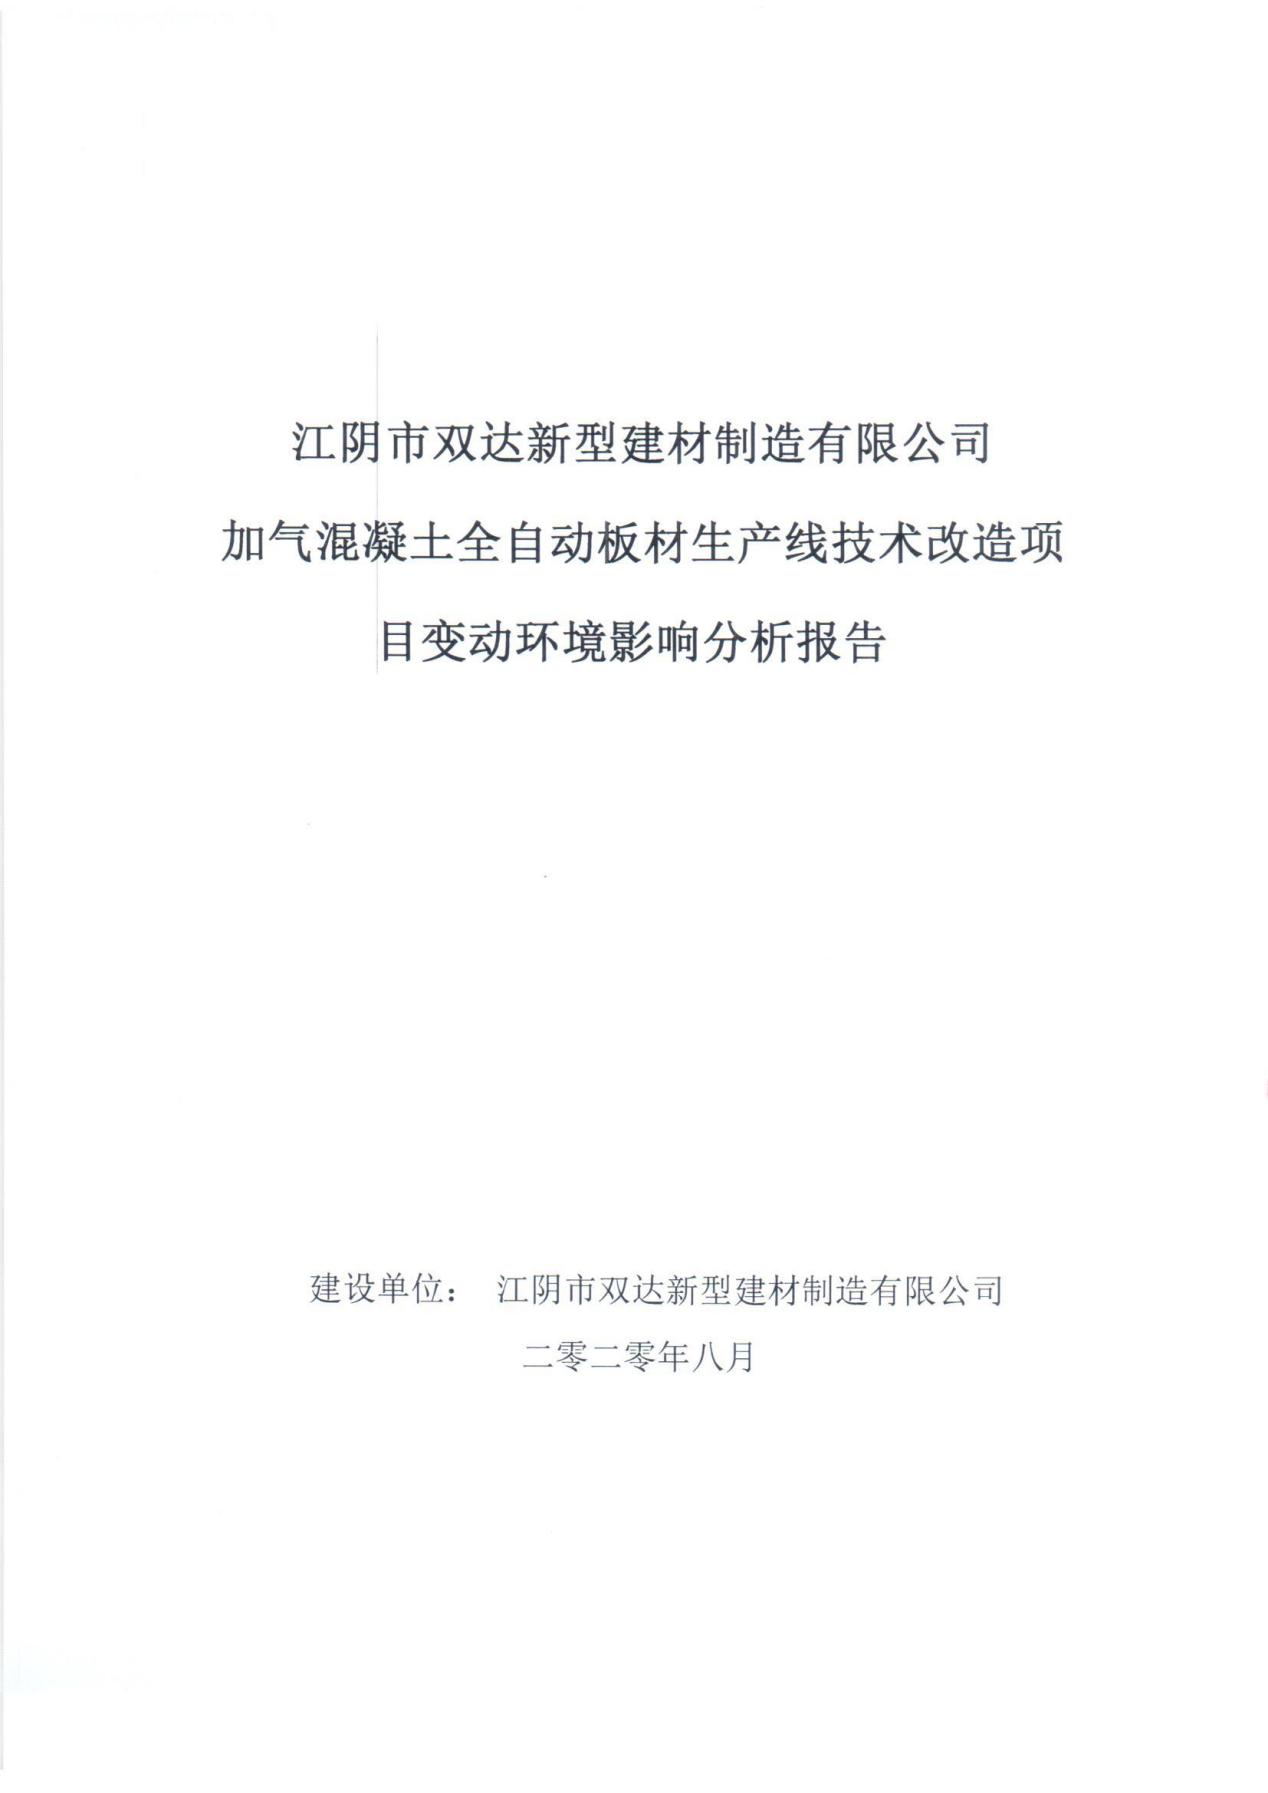 江阴市双达新型建材制造有限公司
加气混凝土全自动板材生产线技术改造项
目变动环境影响分析报告
建设单位： 江阴市双达新型建材制造有限公司
二零二零年八月